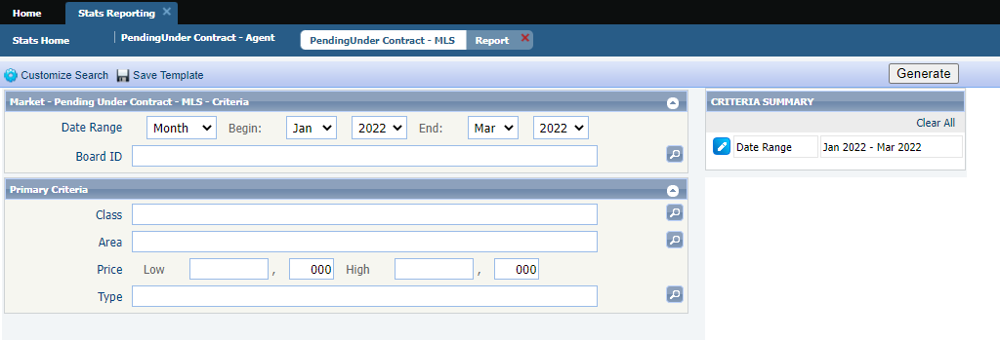 Home Stats Reporting
Stats Home PendingUnder Contract - Agent PendingUnder Contract - MLS Report
Customize Search Save Template Generate
Market - Pending Under Contract - MLS - Criteria
Date Range Month Begin: Jan 2022 End: Mar 2022
Board ID
Primary Criteria
Class
Area
Price Low , 000 High , 000
Type
CRITERIA SUMMARY
Clear All
Date Range Jan 2022 - Mar 2022